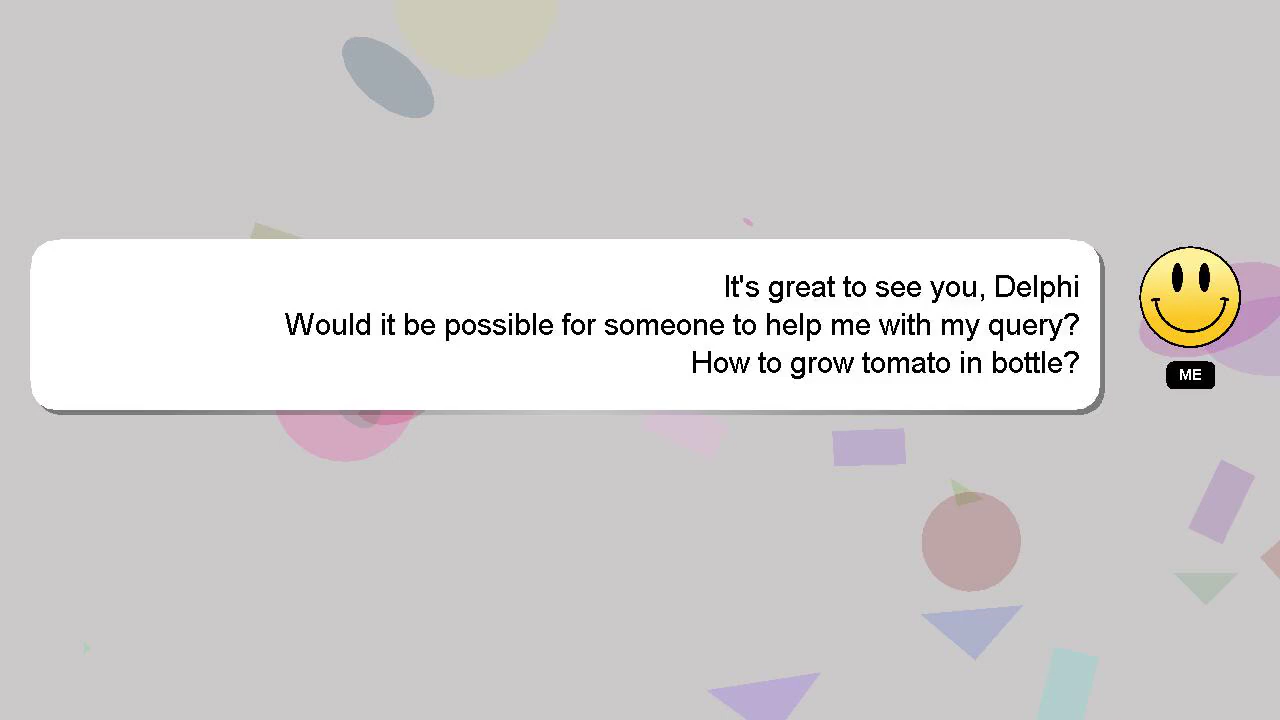 It's great to see you, Delphi
Would it be possible for someone to help me with my query?
How to grow tomato in bottle?
ME